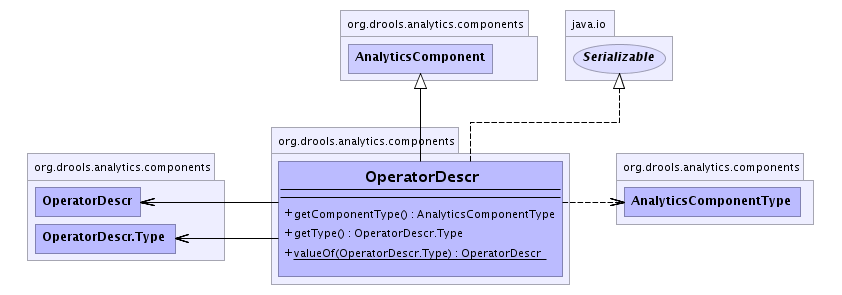 org.drools.analytics.components
java.io
AnalyticsComponent
Serializable
org.drools.analytics.components
org.drools.analytics.components
OperatorDescr
OperatorDescr.Type
OperatorDescr
+ getComponentType() : AnalyticsComponentType
+ getType() : OperatorDescr.Type
+ valueOf(OperatorDescr.Type) : OperatorDescr
org.drools.analytics.components
AnalyticsComponentType